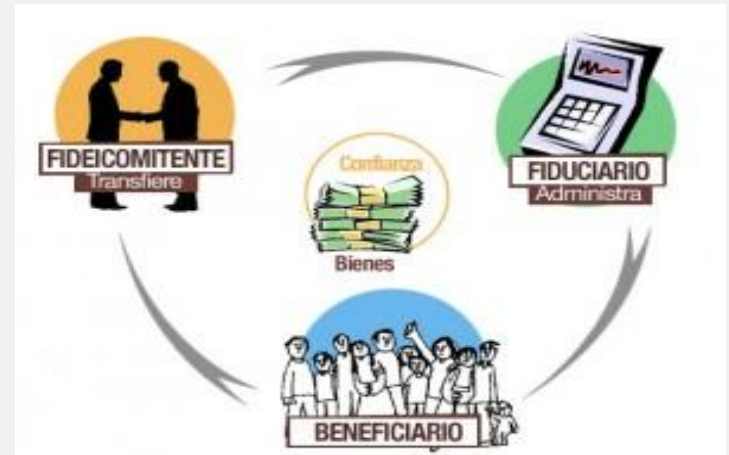 FIDEICOMITENTE
Transfiere
FIDUCIARIO
Administra
Confianza
Bienes
BENEFICIARIO